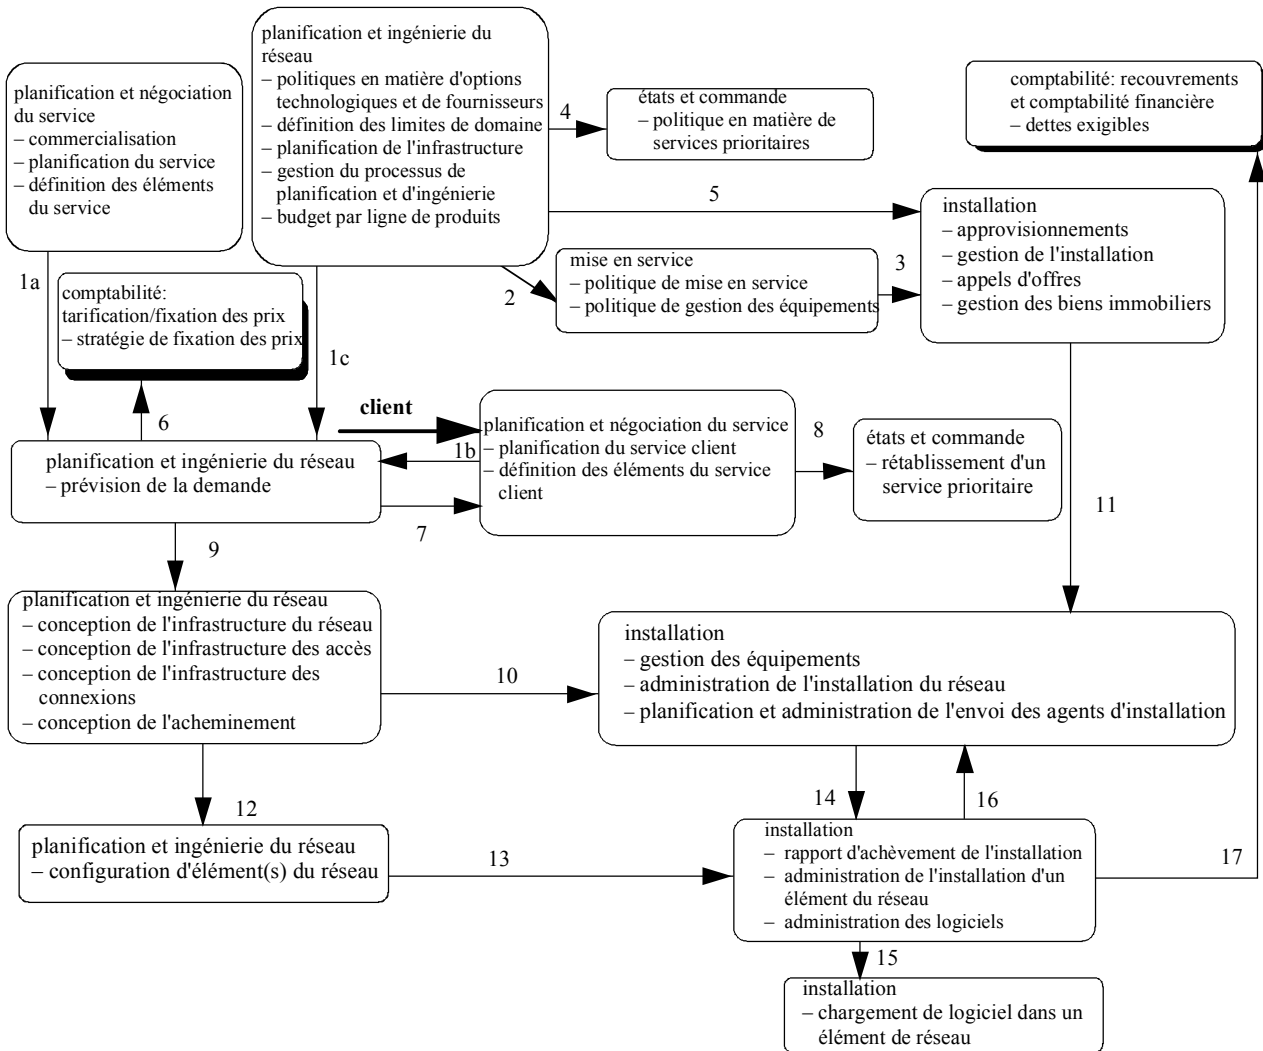 planification et négociation
du service
– commercialisation
– planification du service
– définition des éléments
du service
planification et ingénierie du
réseau
– politiques en matière d'options
technologiques et de fournisseurs
– définition des limites de domaine
– planification de l'infrastructure
– gestion du processus de
planification et d'ingénierie
– budget par ligne de produits
4
états et commande
– politique en matière de
services prioritaires
comptabilité: recouvrements
et comptabilité financière
– dettes exigibles
5
installation
– approvisionnements
– gestion de l'installation
– appels d'offres
– gestion des biens immobiliers
2
mise en service
– politique de mise en service
– politique de gestion des équipements
3
1a
comptabilité:
tarification/fixation des prix
– stratégie de fixation des prix
1c
6
client
1b
planification et négociation du service
– planification du service client
– définition des éléments du service
client
8
états et commande
– rétablissement d'un
service prioritaire
planification et ingénierie du réseau
– prévision de la demande
7
11
9
planification et ingénierie du réseau
– conception de l'infrastructure du réseau
– conception de l'infrastructure des accès
– conception de l'infrastructure des
connexions
– conception de l'acheminement
10
installation
– gestion des équipements
– administration de l'installation du réseau
– planification et administration de l'envoi des agents d'installation
12
14
16
planification et ingénierie du réseau
– configuration d'élément(s) du réseau
13
installation
– rapport d'achèvement de l'installation
– administration de l'installation d'un
élément du réseau
– administration des logiciels
17
15
installation
– chargement de logiciel dans un
élément de réseau